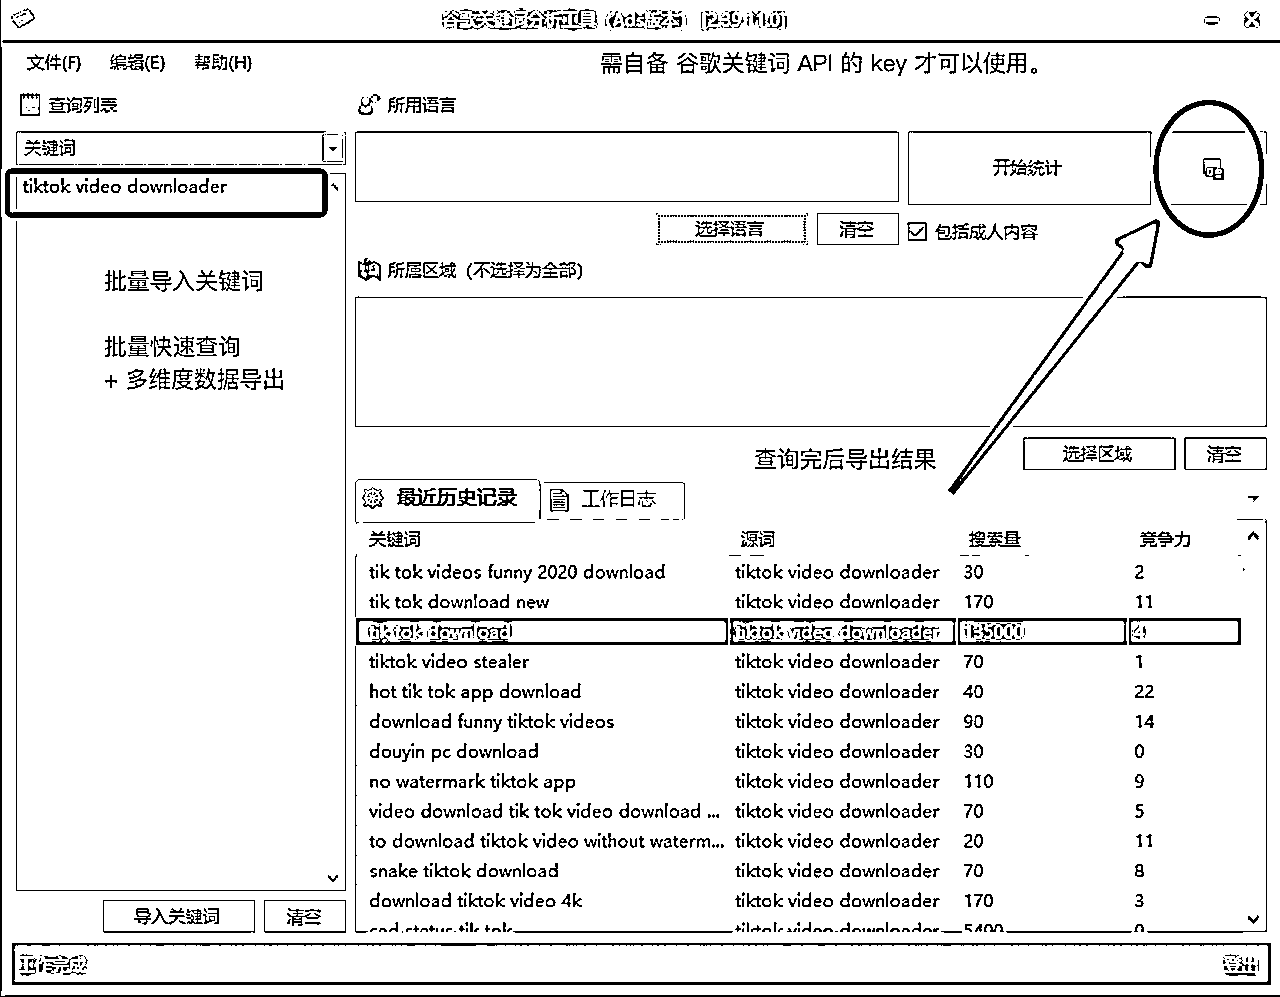 谷歌关键词分析工具 (Ads版本)
文件(F) 编辑(E) 帮助(H)
需自备 谷歌关键词 API 的 key 才可以使用。
查询列表
所用语言
关键词
tiktok video downloader
开始统计
选择语言
清空
包括成人内容
所属区域 (不选择为全部)
批量导入关键词
批量快速查询
+ 多维度数据导出
查询完后导出结果
选择区域
清空
最近历史记录
工作日志
关键词 源词 搜索量 竞争力
tik tok videos funny 2020 download tiktok video downloader 30 2
tik tok download new tiktok video downloader 170 11
tiktok download tiktok video downloader 135000 4
tiktok video stealer tiktok video downloader 70 1
hot tik tok app download tiktok video downloader 40 22
download funny tiktok videos tiktok video downloader 90 14
douyin pc download tiktok video downloader 30 0
no watermark tiktok app tiktok video downloader 110 9
video download tik tok video download ... tiktok video downloader 70 5
to download tiktok video without waterm... tiktok video downloader 20 11
snake tiktok download tiktok video downloader 70 8
download tiktok video 4k tiktok video downloader 170 3
sad status tik tok tiktok video downloader 5400 0
导入关键词
清空
工作完成
登出